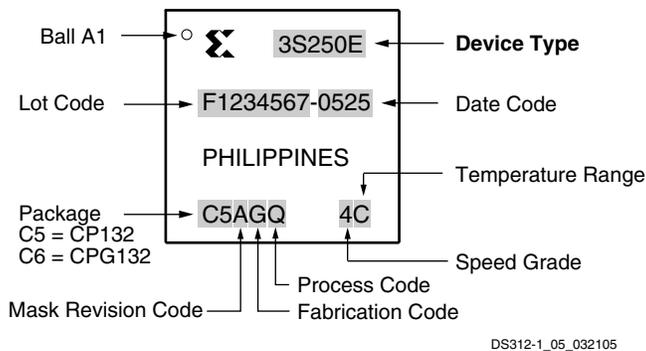 Ball A1
3S250E
Device Type
Lot Code
F1234567-0525
Date Code
PHILIPPINES
Temperature Range
Package
C5 = CP132
C6 = CPG132
C5AGQ 4C
Speed Grade
Process Code
Mask Revision Code
Fabrication Code
DS312-1_05_032105